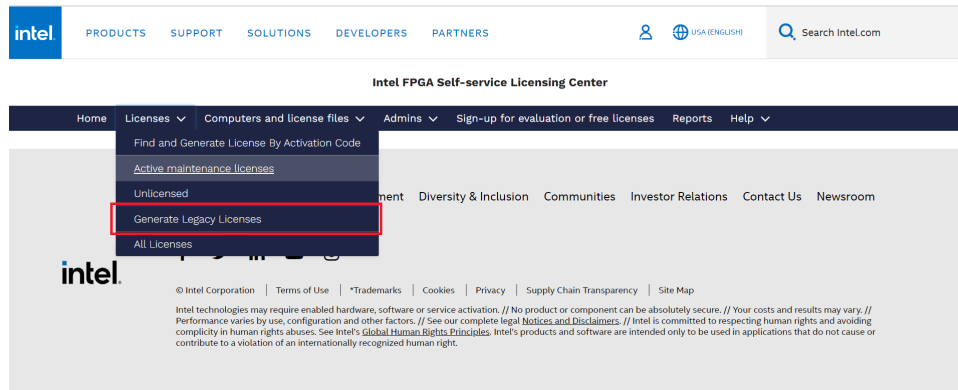 intel.
PRODUCTS SUPPORT SOLUTIONS DEVELOPERS PARTNERS USA (ENGLISH) Search Intel.com
Intel FPGA Self-service Licensing Center
Home Licenses Computers and license files Admins Sign-up for evaluation or free licenses Reports Help
Find and Generate License By Activation Code
Active maintenance licenses
Unlicensed
ment Diversity & Inclusion Communities Investor Relations Contact Us Newsroom
Generate Legacy Licenses
All Licenses
intel.
© Intel Corporation | Terms of Use | *Trademarks | Cookies | Privacy | Supply Chain Transparency | Site Map
Intel technologies may require enabled hardware, software or service activation. // No product or component can be absolutely secure. // Your costs and results may vary. //
Performance varies by use, configuration and other factors. // See our complete legal Notices and Disclaimers. // Intel is committed to respecting human rights and avoiding
complicity in human rights abuses. See Intel's Global Human Rights Principles. Intel's products and software are intended only to be used in applications that do not cause or
contribute to a violation of an internationally recognized human right.